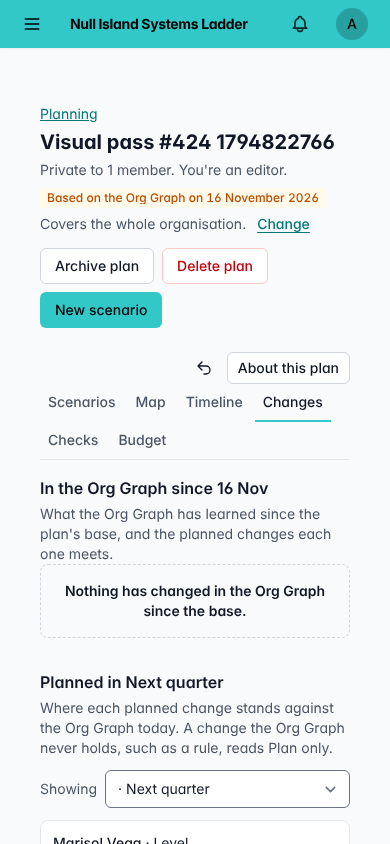 Null Island Systems Ladder
A
Planning
Visual pass #424 1794822766
Private to 1 member. You're an editor.
Based on the Org Graph on 16 November 2026
Covers the whole organisation. Change
Archive plan Delete plan
New scenario
About this plan
Scenarios Map Timeline Changes
Checks Budget
In the Org Graph since 16 Nov
What the Org Graph has learned since the
plan's base, and the planned changes each
one meets.
Nothing has changed in the Org Graph
since the base.
Planned in Next quarter
Where each planned change stands against
the Org Graph today. A change the Org Graph
never holds, such as a rule, reads Plan only.
Showing · Next quarter
Marisol Vega · Level